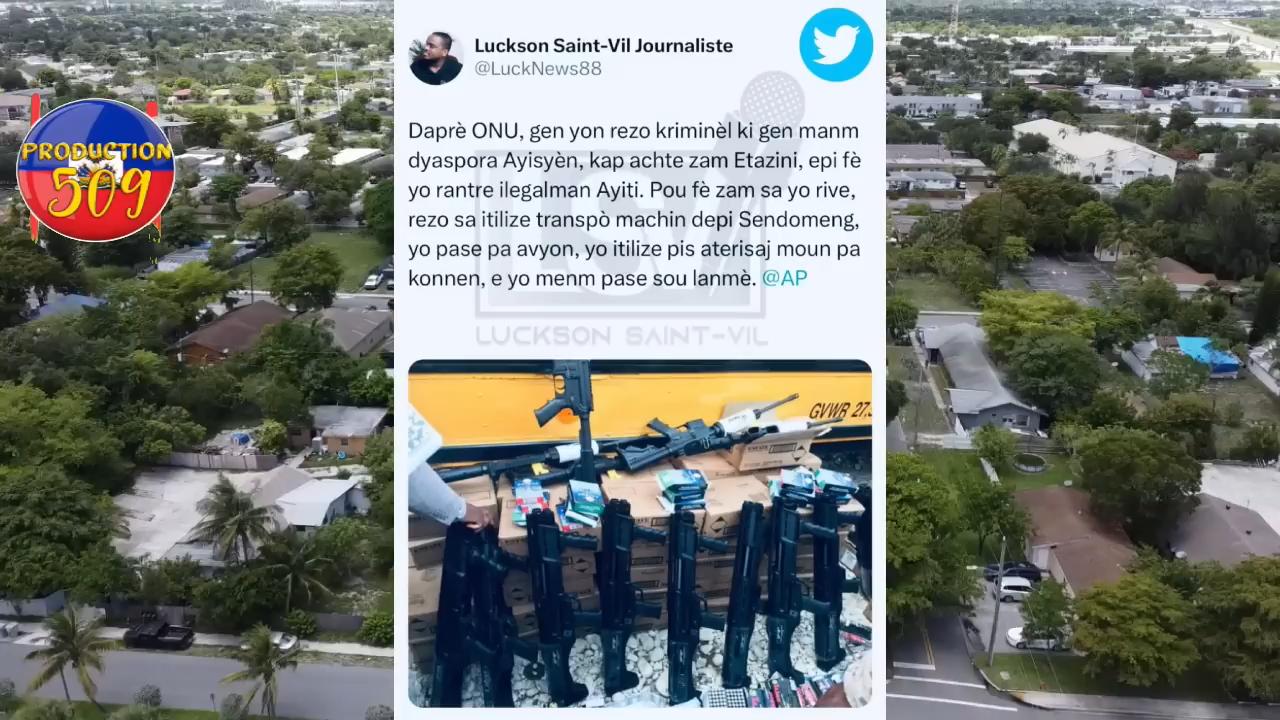 PRODUCTION
509
Luckson Saint-Vil Journaliste
@LuckNews88
Daprè ONU, gen yon rezo kriminèl ki gen manm
dyaspora Ayisyèn, kap achte zam Etazini, epi fè
yo rantre ilegalman Ayiti. Pou fè zam sa yo rive,
rezo sa itilize transpò machin depi Sendomeng,
yo pase pa avyon, yo itilize pis aterisaj moun pa
konnen, e yo menm pase sou lanmè. @AP
LSV
LUCKSON SAINT-VIL
GVWR 27,